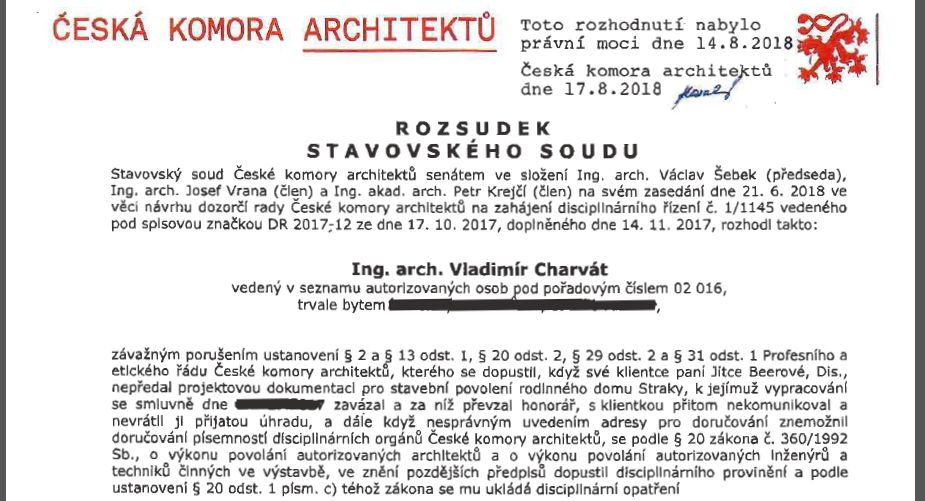 ČESKÁ KOMORA ARCHITEKTŮ
Toto rozhodnutí nabylo
právní moci dne 14.8.2018
Česká komora architektů
dne 17.8.2018
ROZSUDEK
STAVOVSKÉHO SOUDU
Stavovský soud České komory architektů senátem ve složení Ing. arch. Václav Šebek (předseda),
Ing. arch. Josef Vrana (člen) a Ing. akad. arch. Petr Krejčí (člen) na svém zasedání dne 21. 6. 2018 ve
věci návrhu dozorčí rady České komory architektů na zahájení disciplinárního řízení č. 1/1145 vedeného
pod spisovou značkou DR 2017-12 ze dne 17. 10. 2017, doplněného dne 14. 11. 2017, rozhodl takto:
Ing. arch. Vladimír Charvát
vedený v seznamu autorizovaných osob pod pořadovým číslem 02 016,
trvale bytem ,
závažným porušením ustanovení § 2 a § 13 odst. 1, § 20 odst. 2, § 29 odst. 2 a § 31 odst. 1 Profesního a
etického řádu České komory architektů, kterého se dopustil, když své klientce paní Jitce Beerové, Dis.,
nepředal projektovou dokumentaci pro stavební povolení rodinného domu Straky, k jejímuž vypracování
se smluvně dne zavázal a za níž převzal honorář, s klientkou přitom nekomunikoval a
nevrátil jí přijatou úhradu, a dále když nesprávným uvedením adresy pro doručování znemožnil
doručování písemností disciplinárních orgánů České komory architektů, se podle § 20 zákona č. 360/1992
Sb., o výkonu povolání autorizovaných architektů a o výkonu povolání autorizovaných inženýrů a
techniků činných ve výstavbě, ve znění pozdějších předpisů dopustil disciplinárního provinění a podle
ustanovení § 20 odst. 1 písm. c) téhož zákona se mu ukládá disciplinární opatření